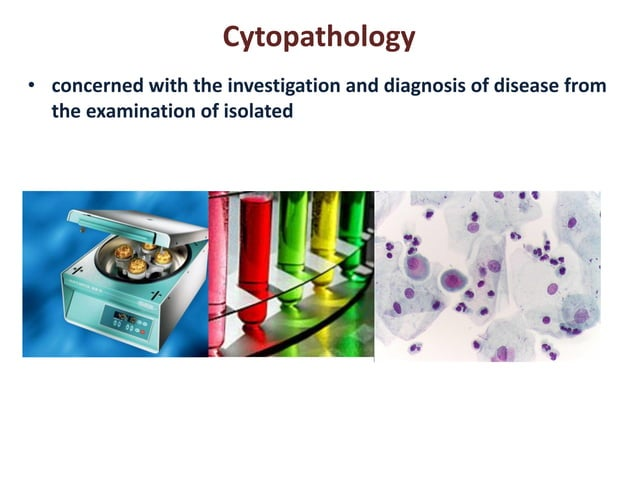 Cytopathology
• concerned with the investigation and diagnosis of disease from
the examination of isolated